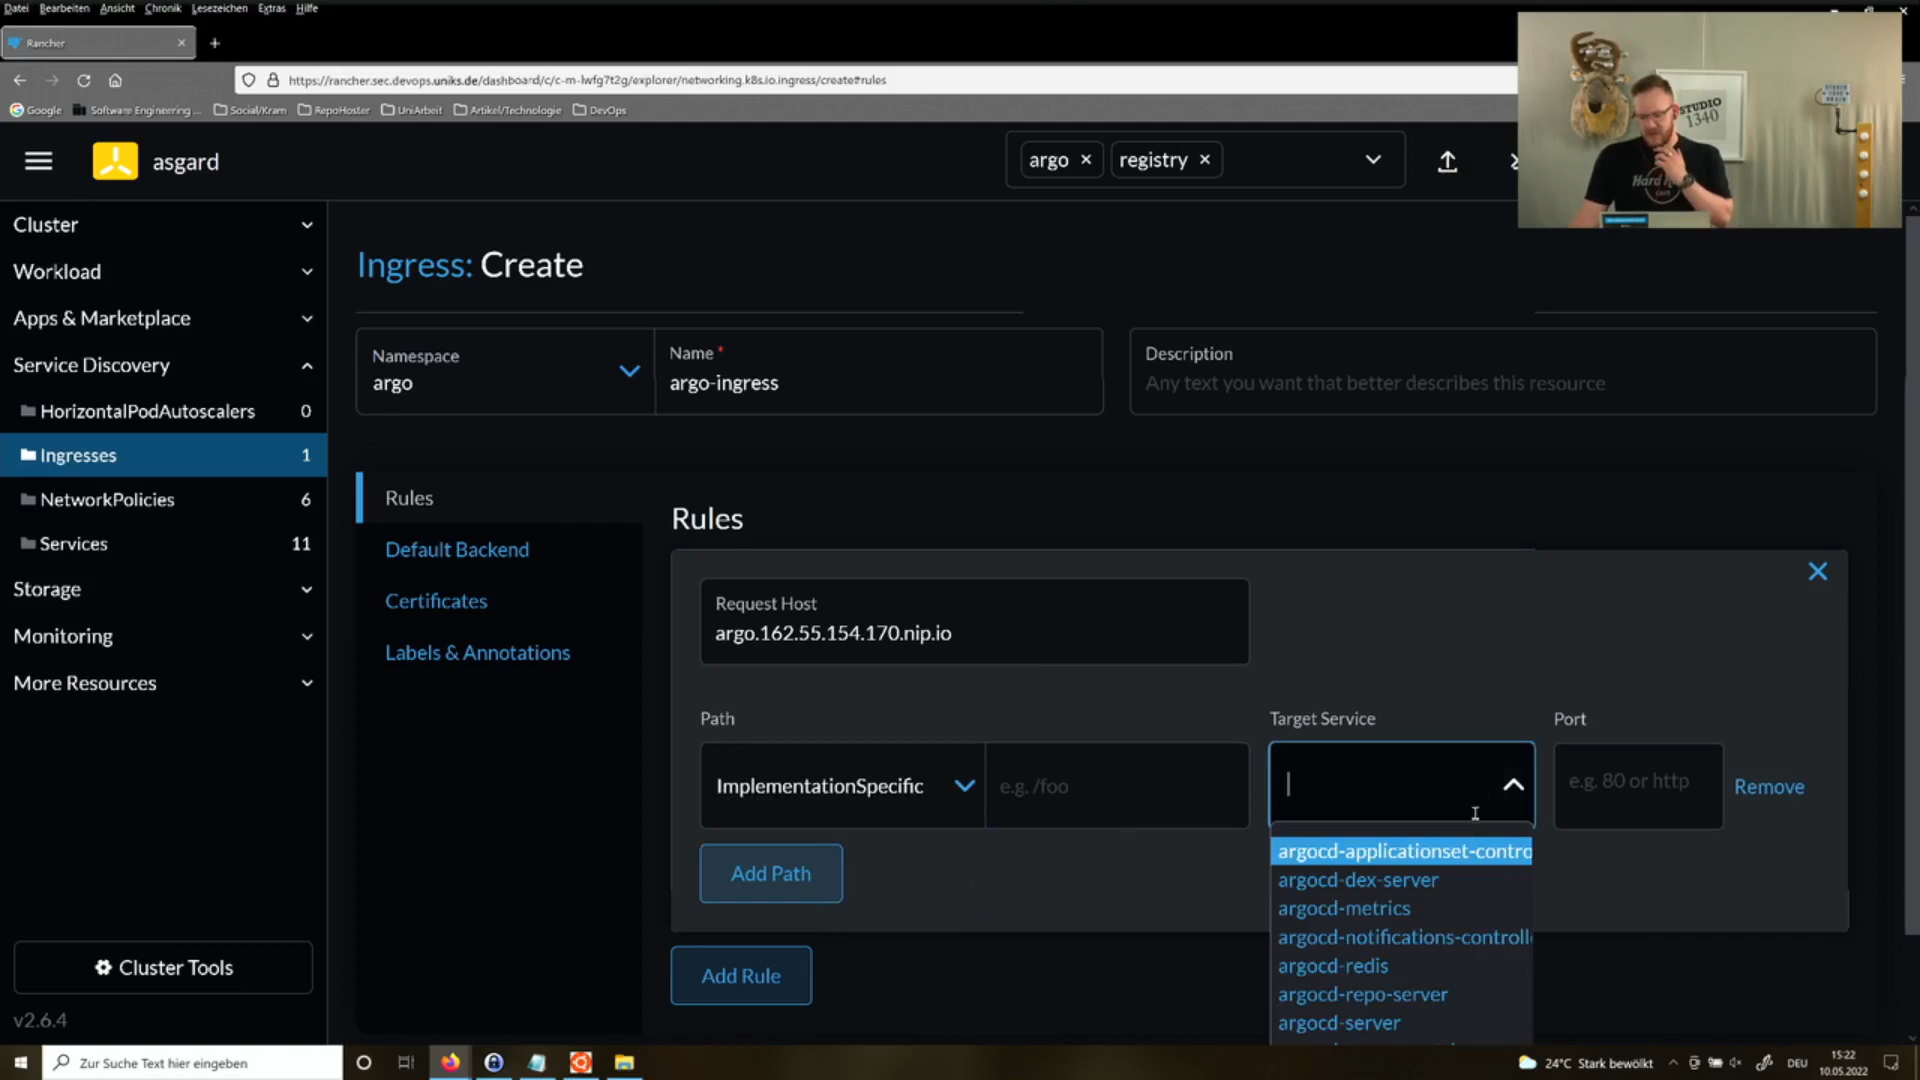 Datei Bearbeiten Ansicht Chronik Lesezeichen Extras Hilfe
Rancher
https://rancher.sec.devops.uniks.de/dashboard/c/c-m-lwfg7t2g/explorer/networking.k8s.io.ingress/create#rules
Google Software Engineering ... Social/Kram RepoHoster UniArbeit Artikel/Technologie DevOps
asgard
argo × registry ×
STUDIO
1340
Cluster
Workload
Apps & Marketplace
Service Discovery
HorizontalPodAutoscalers 0
Ingresses 1
NetworkPolicies 6
Services 11
Storage
Monitoring
More Resources
Cluster Tools
v2.6.4
Ingress: Create
Namespace
argo
Name *
argo-ingress
Description
Any text you want that better describes this resource
Rules
Default Backend
Certificates
Labels & Annotations
Rules
Request Host
argo.162.55.154.170.nip.io
Path
Target Service
Port
ImplementationSpecific
e.g. /foo
e.g. 80 or http
Remove
argocd-applicationset-contro
argocd-dex-server
argocd-metrics
argocd-notifications-controll
argocd-redis
argocd-repo-server
argocd-server
Add Path
Add Rule
Zur Suche Text hier eingeben
24°C Stark bewölkt
DEU
15:22
10.05.2022